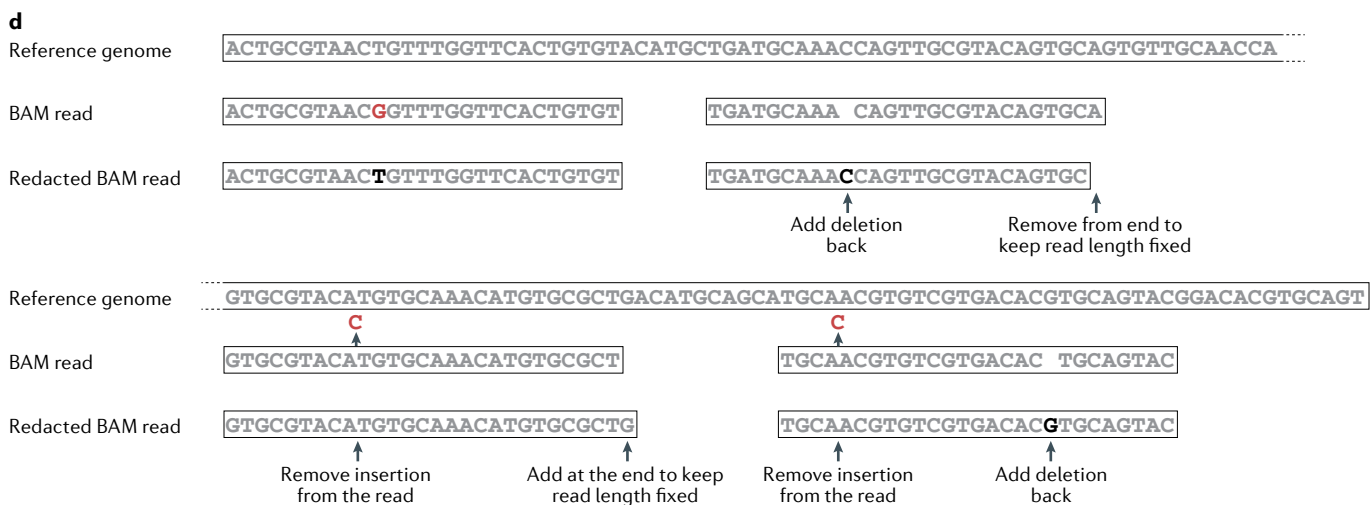 d
Reference genome
ACTGCGTAACTGTTTGGTTCACTGTGTACATGCTGATGCAAACCAGTTGCGTACAGTGCAGTGTTGCAACCA
BAM read
ACTGCGTAACGGTTTGGTTCACTGTGT
TGATGCAAA CAGTTGCGTACAGTGCA
Redacted BAM read
ACTGCGTAACTGTTTGGTTCACTGTGT
TGATGCAAACCAGTTGCGTACAGTGC
Add deletion
back
Remove from end to
keep read length fixed
Reference genome
GTGCGTACATGTGCAAACATGTGCGCTGACATGCAGCATGCAACGTGTCGTGACACGTGCAGTACGGACACGTGCAGT
C
C
BAM read
GTGCGTACATGTGCAAACATGTGCGCT
TGCAACGTGTCGTGACAC TGCAGTAC
Redacted BAM read
GTGCGTACATGTGCAAACATGTGCGCTG
TGCAACGTGTCGTGACACGTGCAGTAC
Remove insertion
from the read
Add at the end to keep
read length fixed
Remove insertion
from the read
Add deletion
back